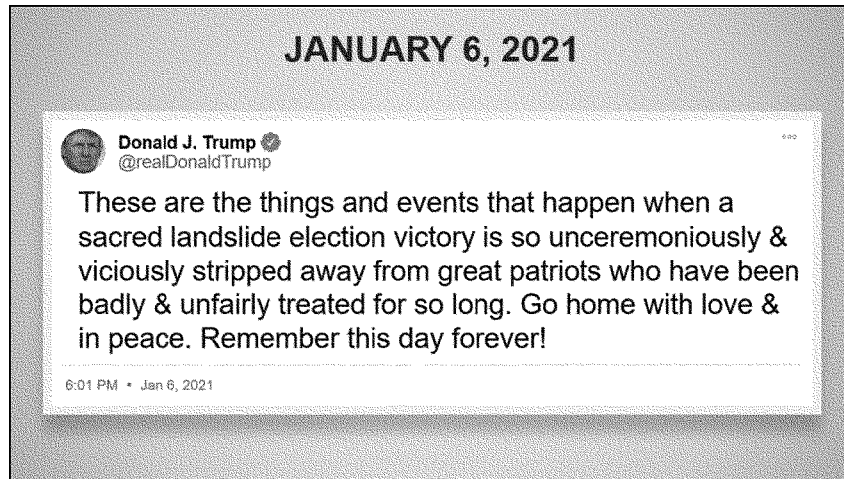 JANUARY 6, 2021
Donald J. Trump
@realDonaldTrump
These are the things and events that happen when a
sacred landslide election victory is so unceremoniously &
viciously stripped away from great patriots who have been
badly & unfairly treated for so long. Go home with love &
in peace. Remember this day forever!
6:01 PM • Jan 6, 2021